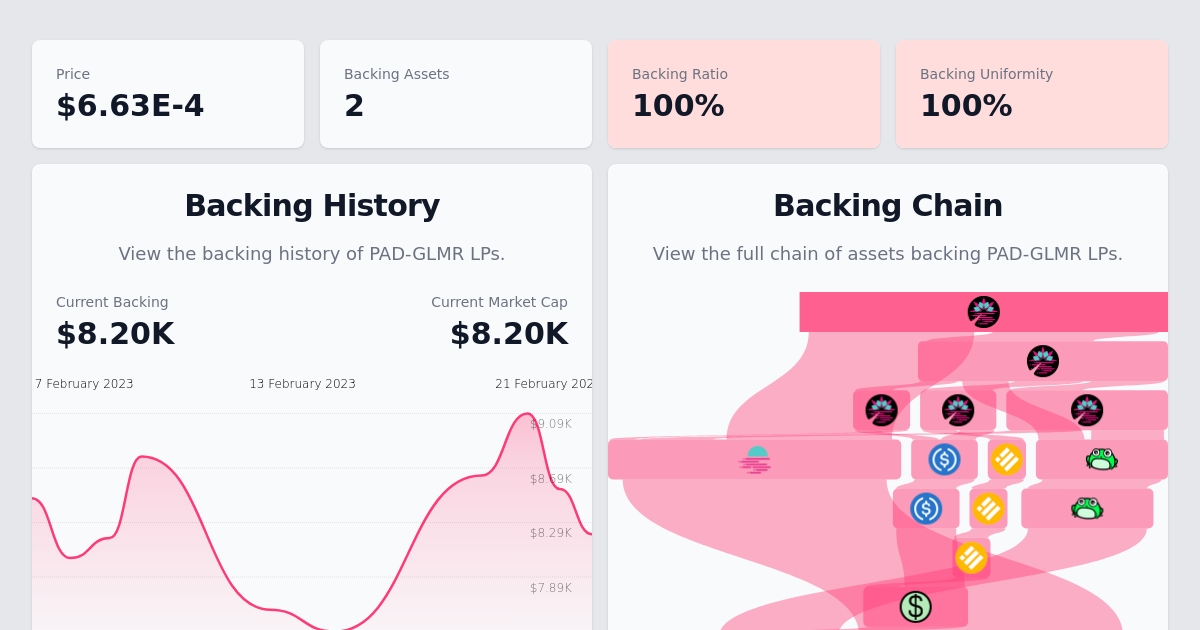 Price
$6.63E-4
Backing Assets
2
Backing Ratio
100%
Backing Uniformity
100%
Backing History
View the backing history of PAD-GLMR LPs.
Current Backing
$8.20K
Current Market Cap
$8.20K
7 February 2023
13 February 2023
21 February 202
$9.09K
$8.69K
$8.29K
$7.89K
Backing Chain
View the full chain of assets backing PAD-GLMR LPs.